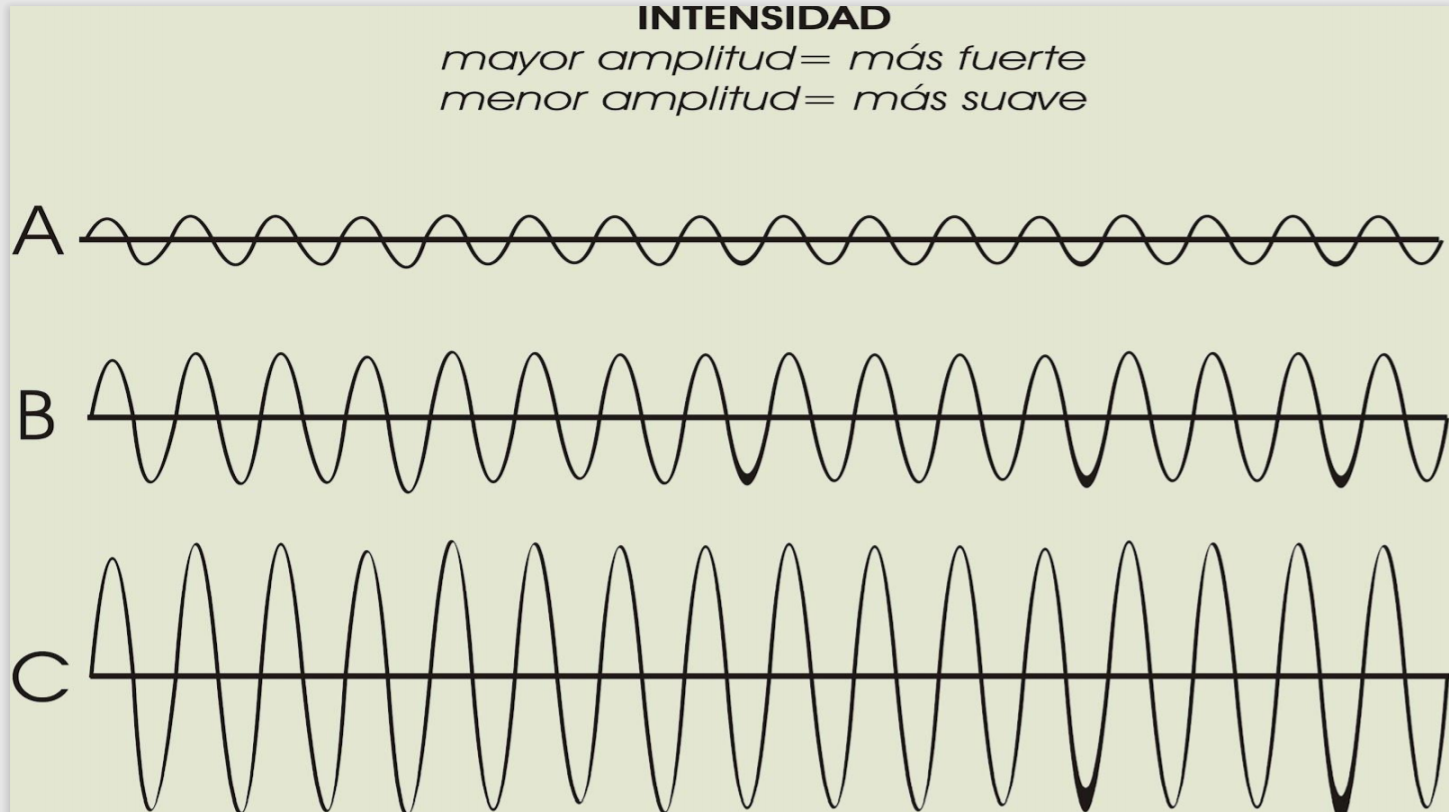 INTENSIDAD
mayor amplitud= más fuerte
menor amplitud= más suave
A
B
C